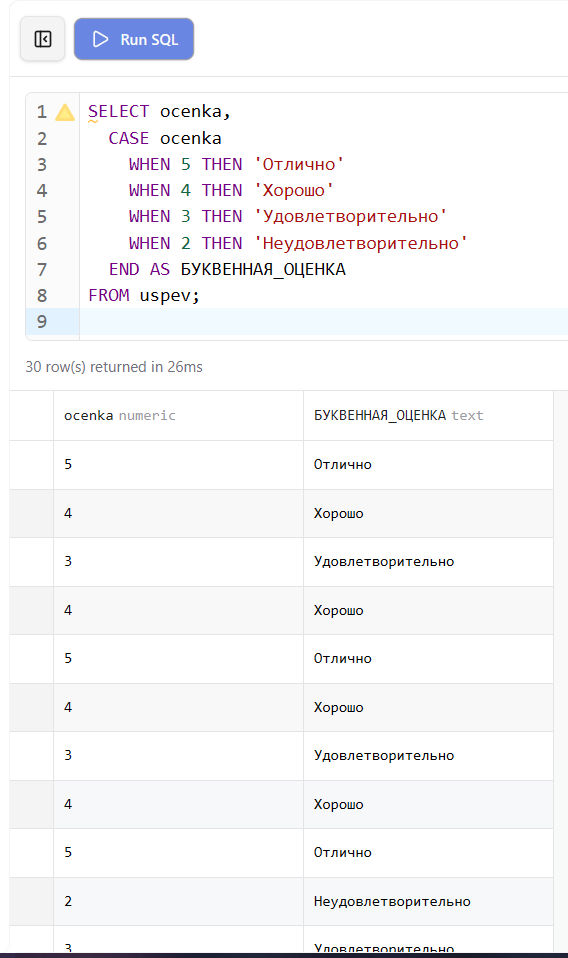 Run SQL
1 SELECT ocenka,
2 CASE ocenka
3 WHEN 5 THEN 'Отлично'
4 WHEN 4 THEN 'Хорошо'
5 WHEN 3 THEN 'Удовлетворительно'
6 WHEN 2 THEN 'Неудовлетворительно'
7 END AS БУКВЕННАЯ_ОЦЕНКА
8 FROM uspev;
9
30 row(s) returned in 26ms
ocenka numeric БУКВЕННАЯ_ОЦЕНКА text
5 Отлично
4 Хорошо
3 Удовлетворительно
4 Хорошо
5 Отлично
4 Хорошо
3 Удовлетворительно
4 Хорошо
5 Отлично
2 Неудовлетворительно
3 Удовлетворительно